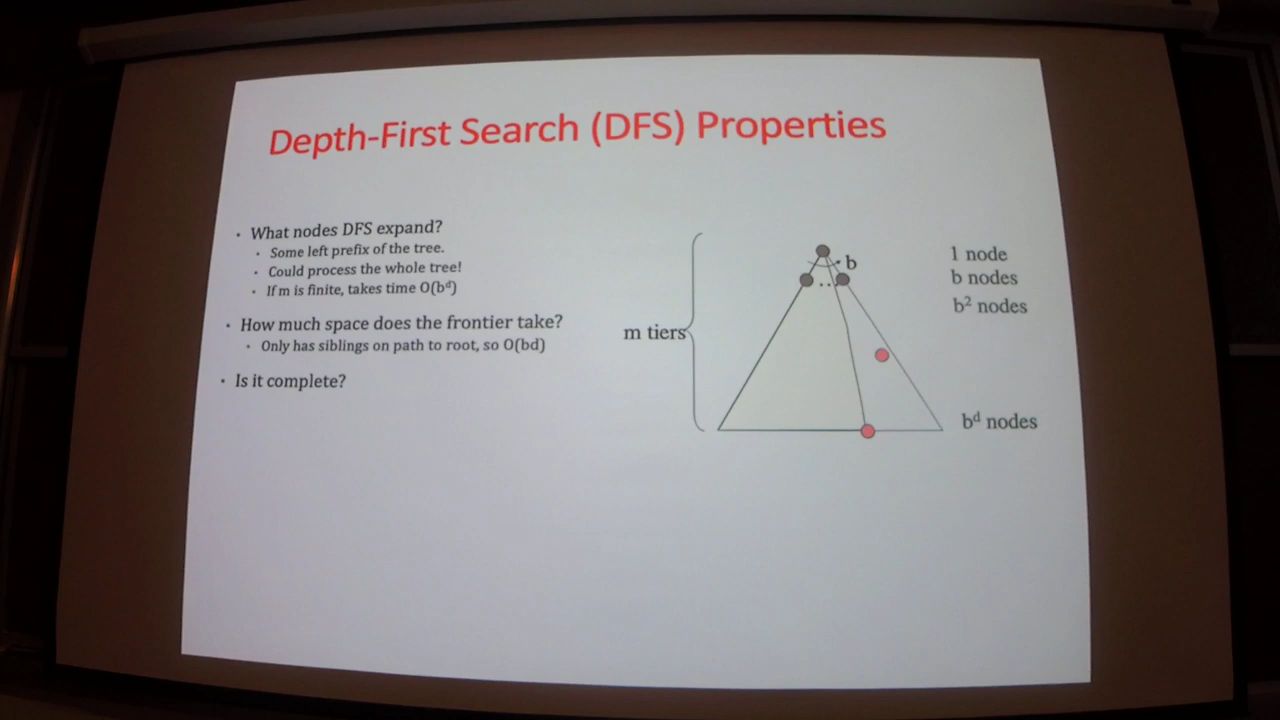 Depth-First Search (DFS) Properties
• What nodes DFS expand?
• Some left prefix of the tree.
• Could process the whole tree!
• If m is finite, takes time O(bᵈ)
• How much space does the frontier take?
• Only has siblings on path to root, so O(bd)
• Is it complete?
m tiers
b
...
1 node
b nodes
b² nodes
bᵈ nodes